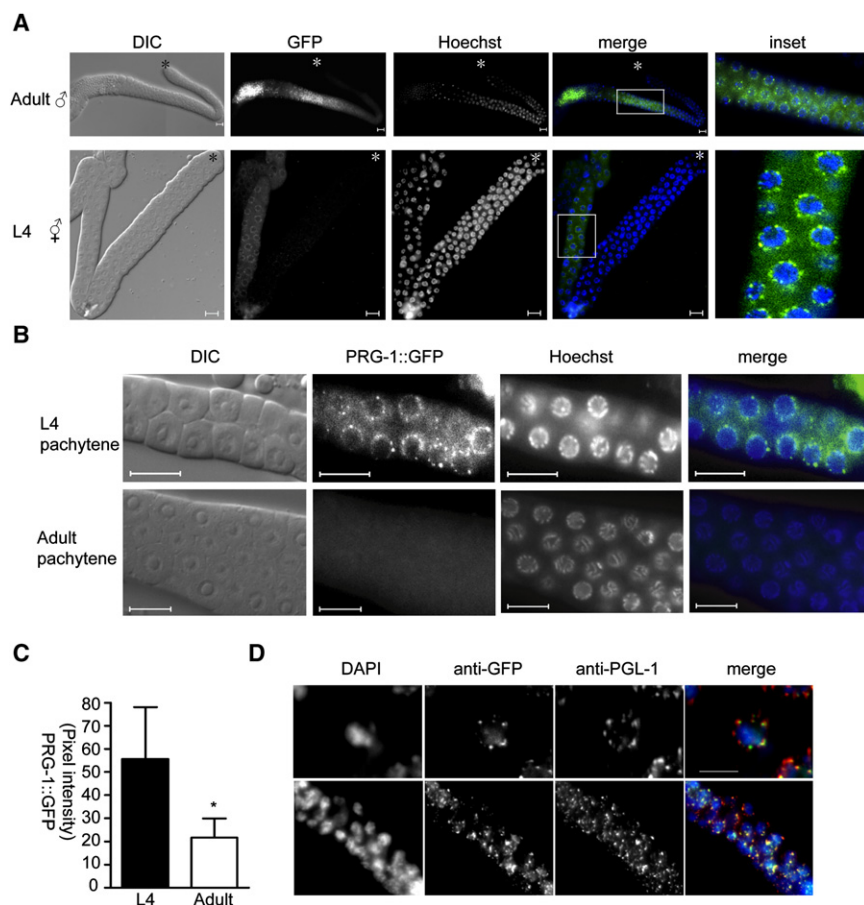 A
DIC GFP Hoechst merge inset
* * * *
Adult ♂
* * * *
L4 ⚥
B
DIC PRG-1::GFP Hoechst merge
L4
pachytene
Adult
pachytene
C
PRG-1::GFP
(Pixel intensity)
80
70
60
50
40
30
20
10
0
*
L4 Adult
D
DAPI anti-GFP anti-PGL-1 merge